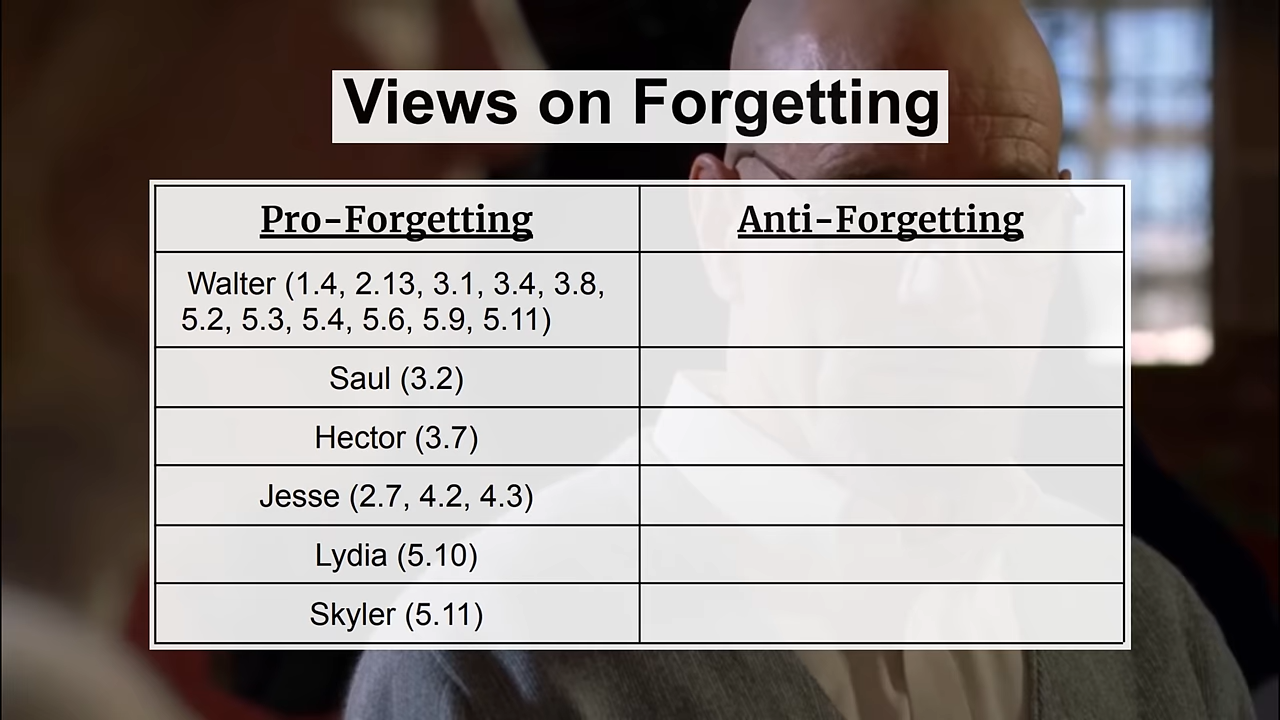 Views on Forgetting
Pro-Forgetting
Anti-Forgetting
Walter (1.4, 2.13, 3.1, 3.4, 3.8,
5.2, 5.3, 5.4, 5.6, 5.9, 5.11)
Saul (3.2)
Hector (3.7)
Jesse (2.7, 4.2, 4.3)
Lydia (5.10)
Skyler (5.11)